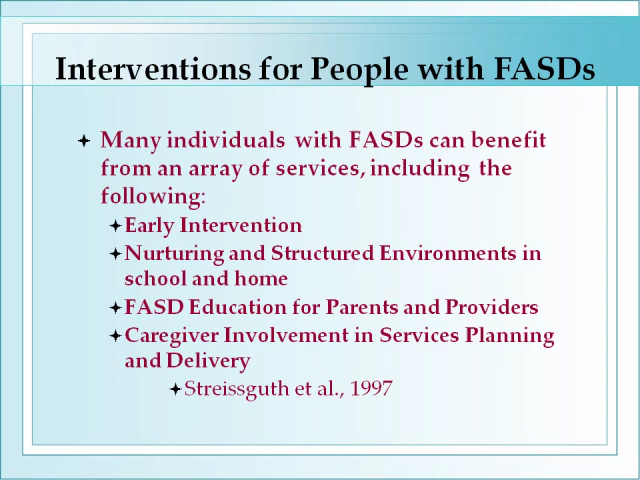 Interventions for People with FASDs
Many individuals with FASDs can benefit
from an array of services, including the
following:
Early Intervention
Nurturing and Structured Environments in
school and home
FASD Education for Parents and Providers
Caregiver Involvement in Services Planning
and Delivery
Streissguth et al., 1997